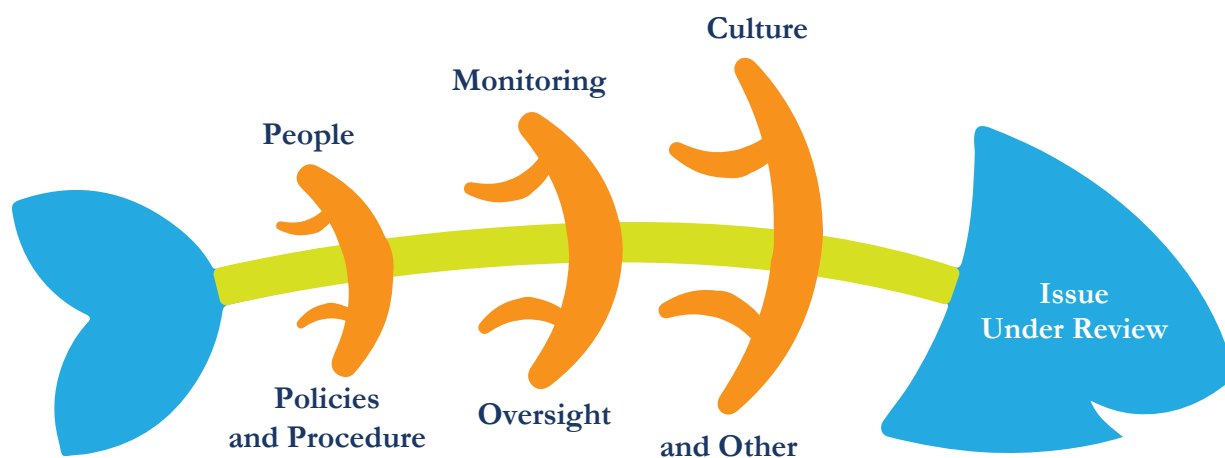 Culture
Monitoring
People
Issue
Under Review
Policies
and Procedure
Oversight
and Other